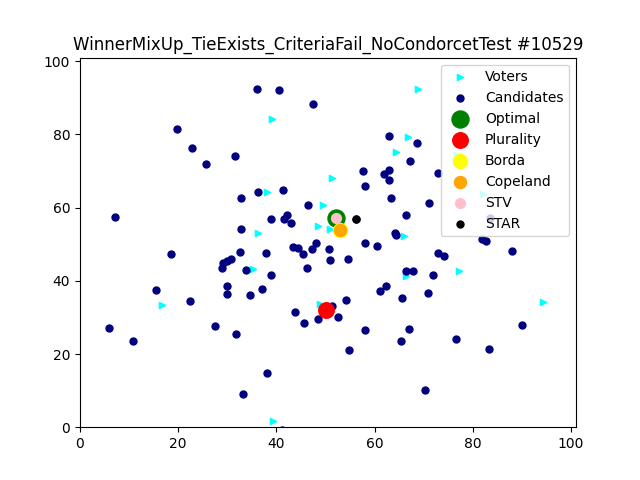 WinnerMixUp_TieExists_CriteriaFail_NoCondorcetTest #10529
100
80
60
40
20
0
0 20 40 60 80 100
Voters
Candidates
Optimal
Plurality
Borda
Copeland
STV
STAR